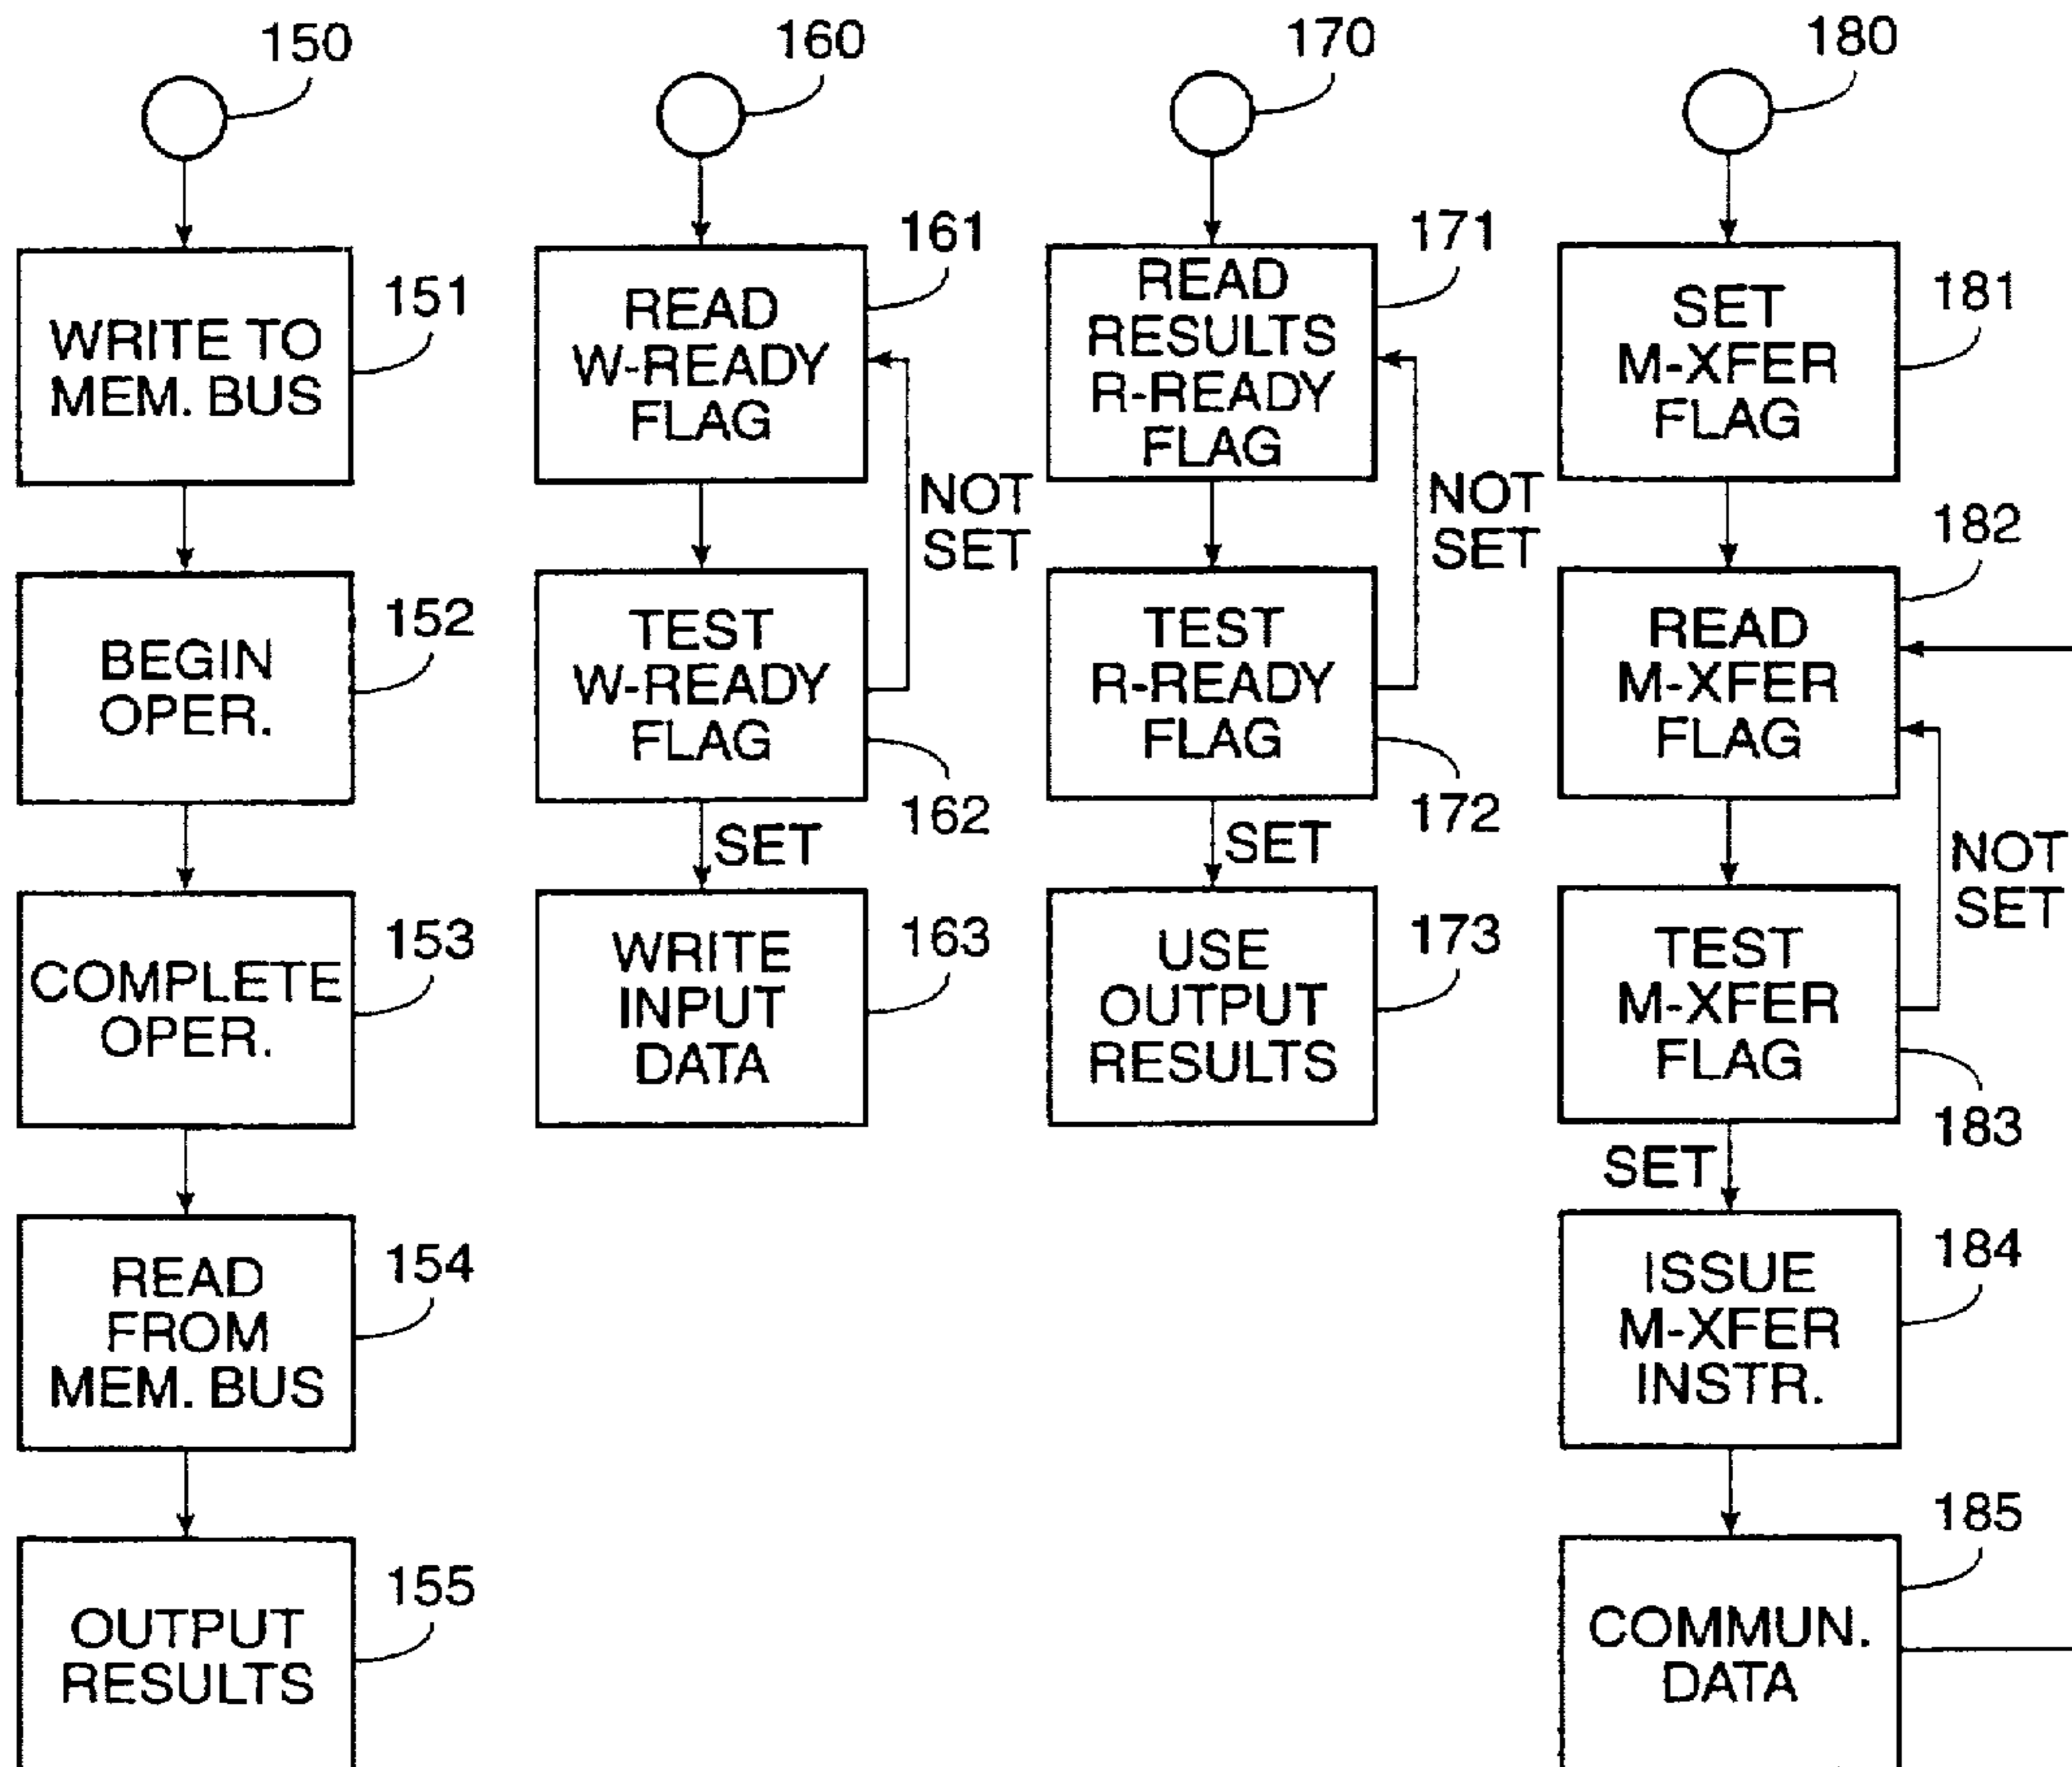 150
WRITE TO
MEM. BUS
151
BEGIN
OPER.
152
COMPLETE
OPER.
153
READ
FROM
MEM. BUS
154
OUTPUT
RESULTS
155
160
READ
W-READY
FLAG
161
NOT
SET
TEST
W-READY
FLAG
162
SET
WRITE
INPUT
DATA
163
170
READ
RESULTS
R-READY
FLAG
171
NOT
SET
TEST
R-READY
FLAG
172
SET
USE
OUTPUT
RESULTS
173
180
SET
M-XFER
FLAG
181
182
READ
M-XFER
FLAG
NOT
SET
TEST
M-XFER
FLAG
183
SET
ISSUE
M-XFER
INSTR.
184
185
COMMUN.
DATA